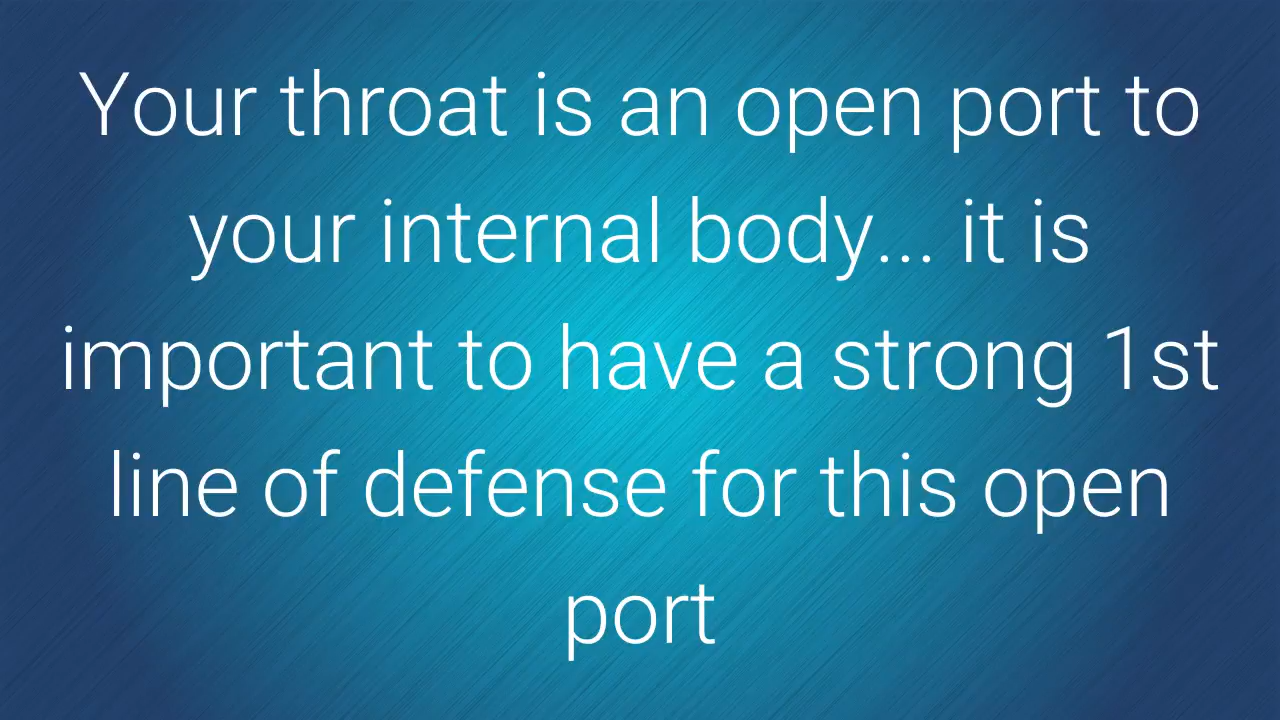 Your throat is an open port to
your internal body... it is
important to have a strong 1st
line of defense for this open
port